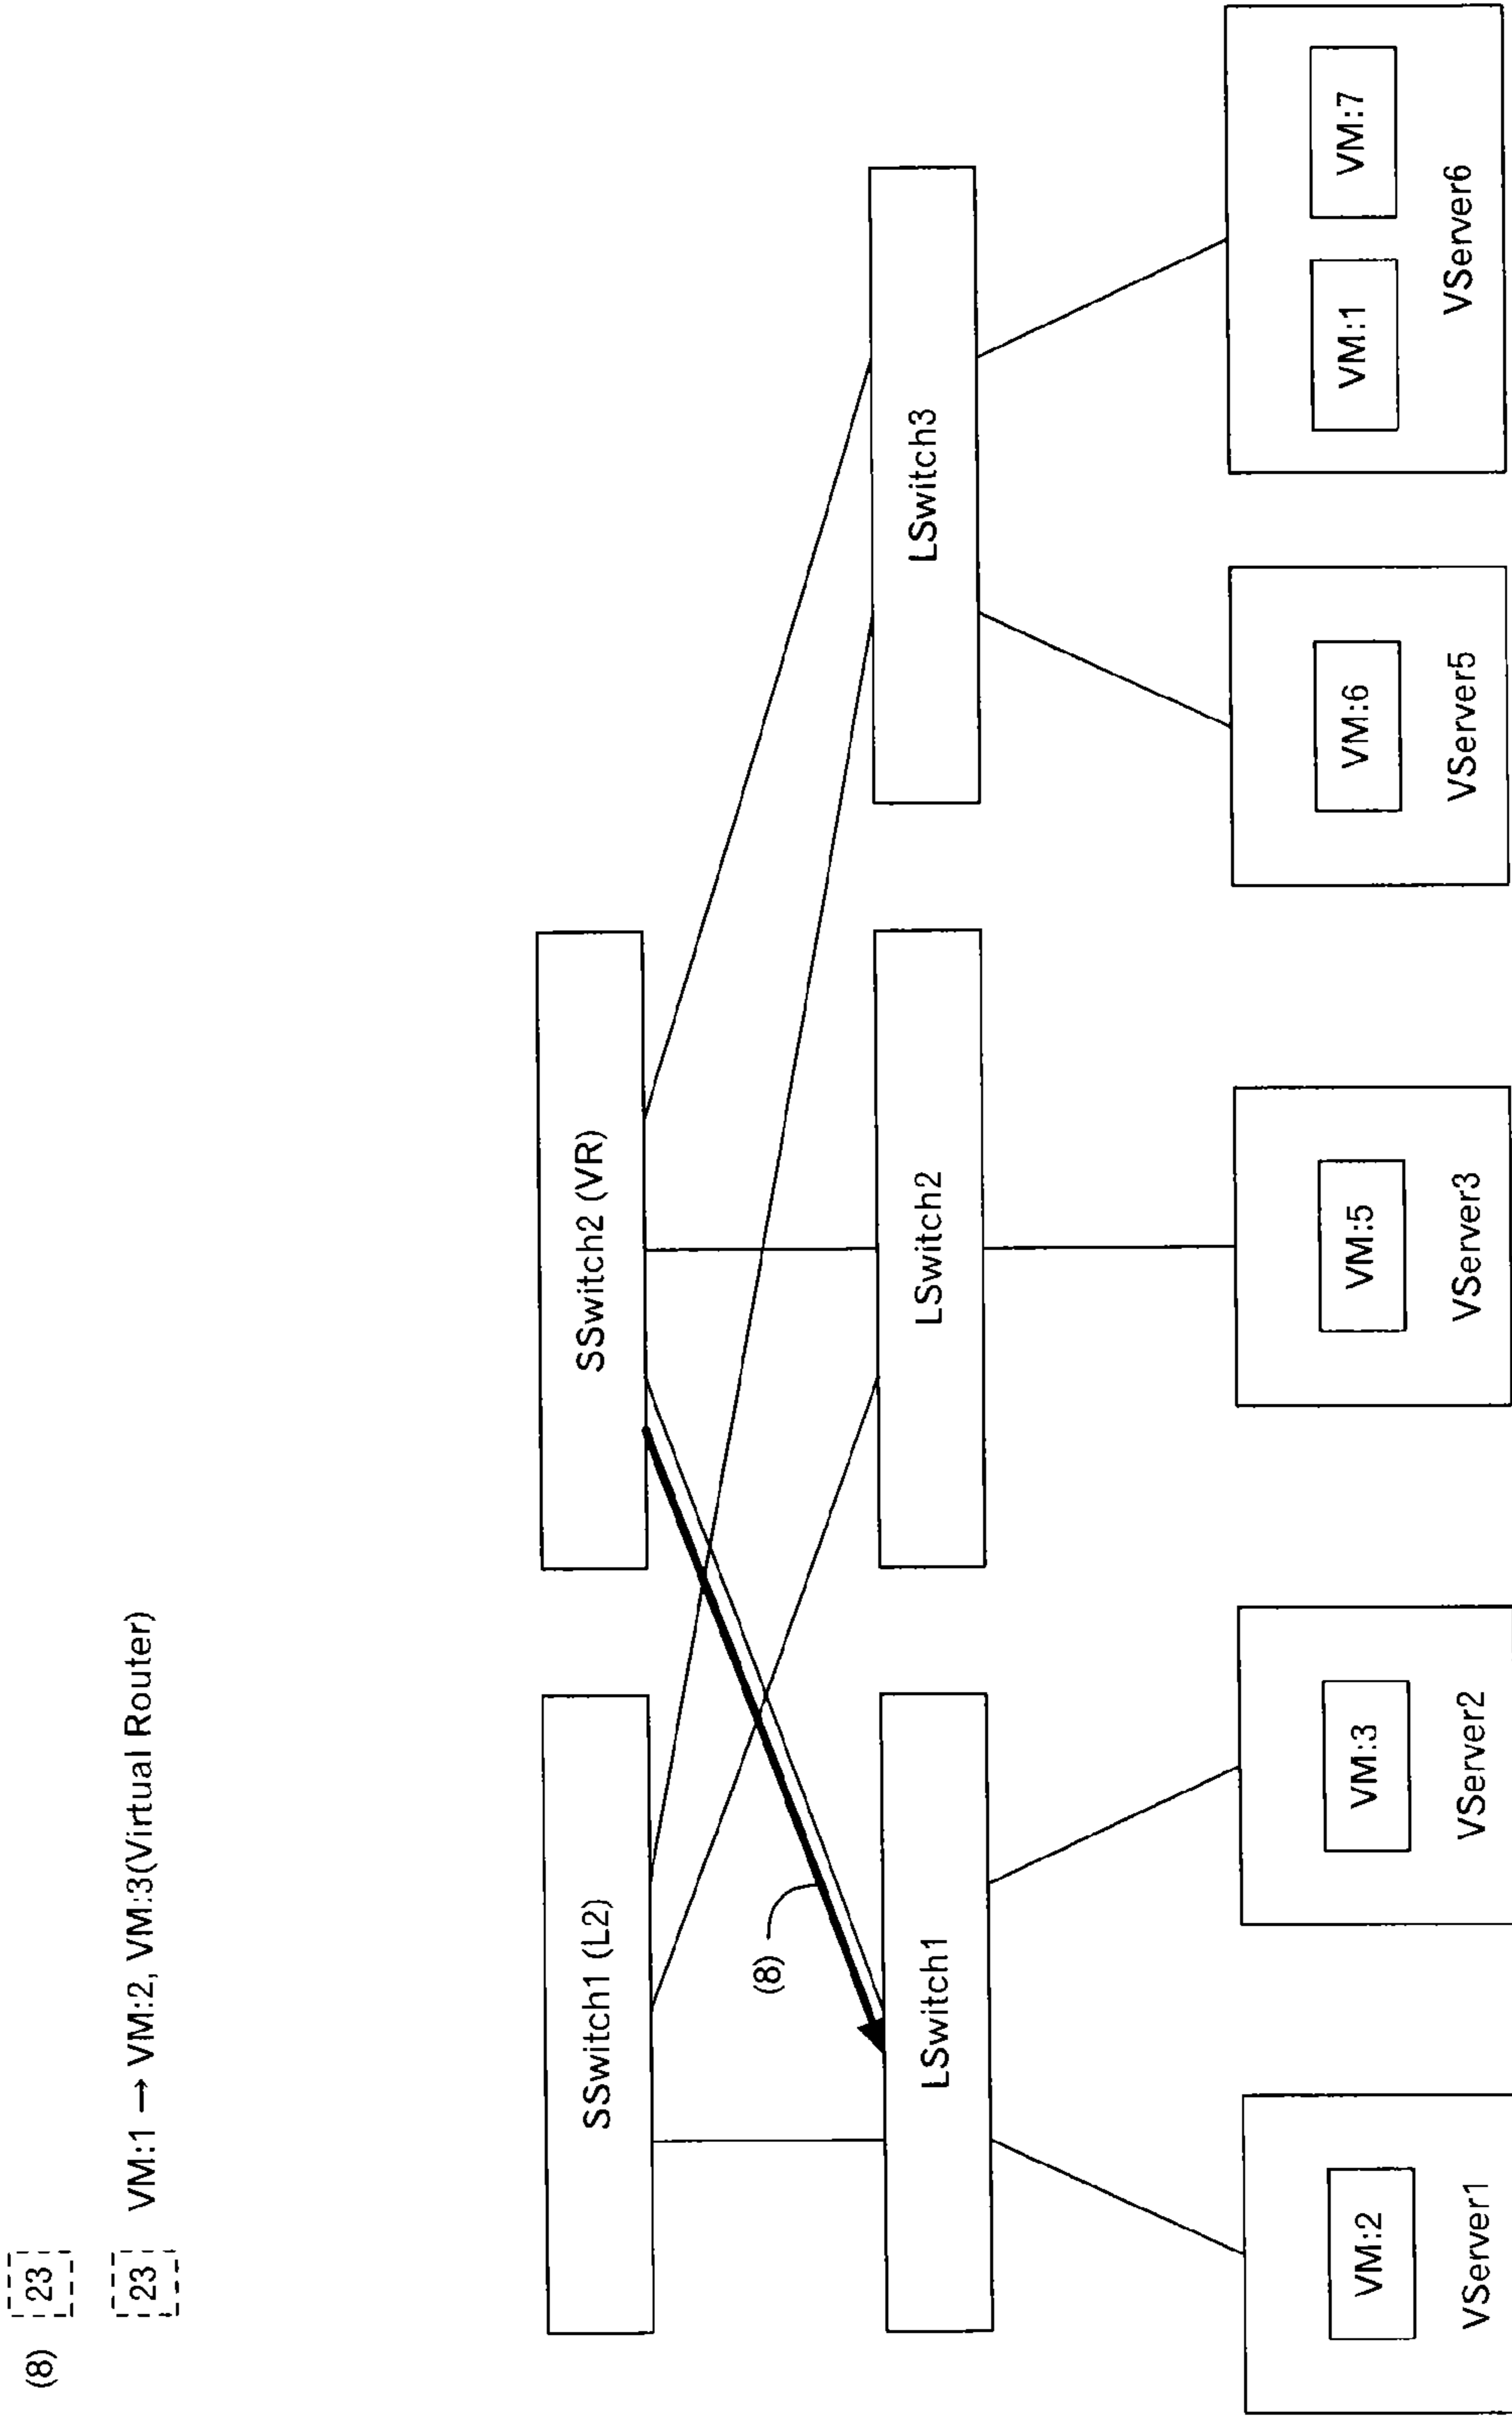 (8) 23
23 VM:1 → VM:2, VM:3(Virtual Router)
SSwitch1 (L2)
SSwitch2 (VR)
(8)
LSwitch1
LSwitch2
LSwitch3
VM:2
VM:3
VM:5
VM:6
VM:1
VM:7
VServer1
VServer2
VServer3
VServer5
VServer6